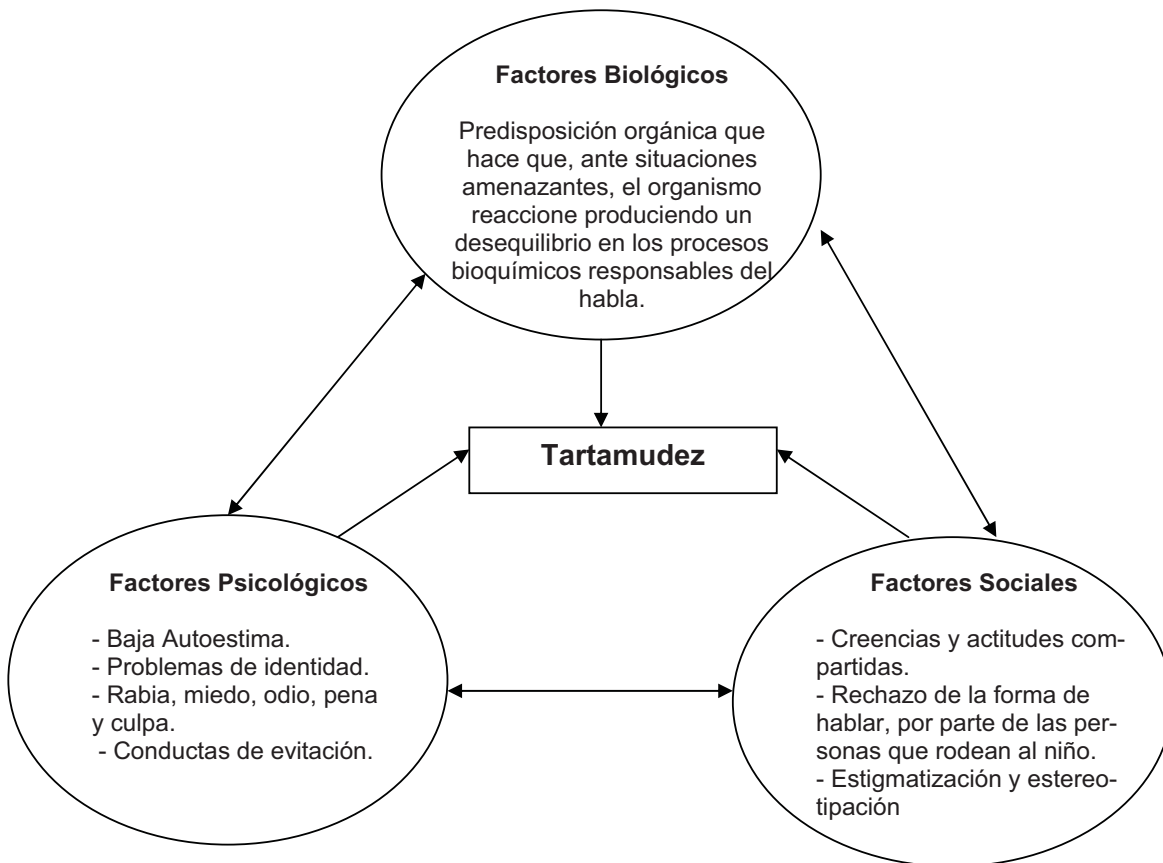 Factores Biológicos
Predisposición orgánica que
hace que, ante situaciones
amenazantes, el organismo
reaccione produciendo un
desequilibrio en los procesos
bioquímicos responsables del
habla.
Tartamudez
Factores Psicológicos
- Baja Autoestima.
- Problemas de identidad.
- Rabia, miedo, odio, pena
y culpa.
- Conductas de evitación.
Factores Sociales
- Creencias y actitudes com-
partidas.
- Rechazo de la forma de
hablar, por parte de las per-
sonas que rodean al niño.
- Estigmatización y estereo-
tipación